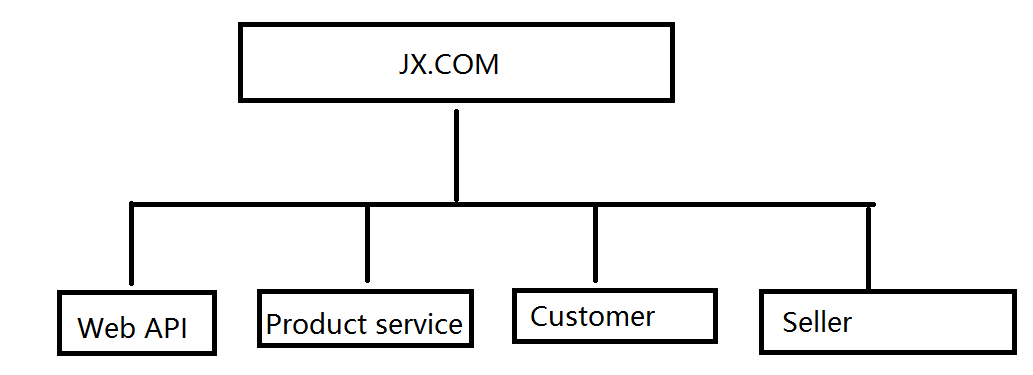 JX.COM
Web API
Product service
Customer
Seller